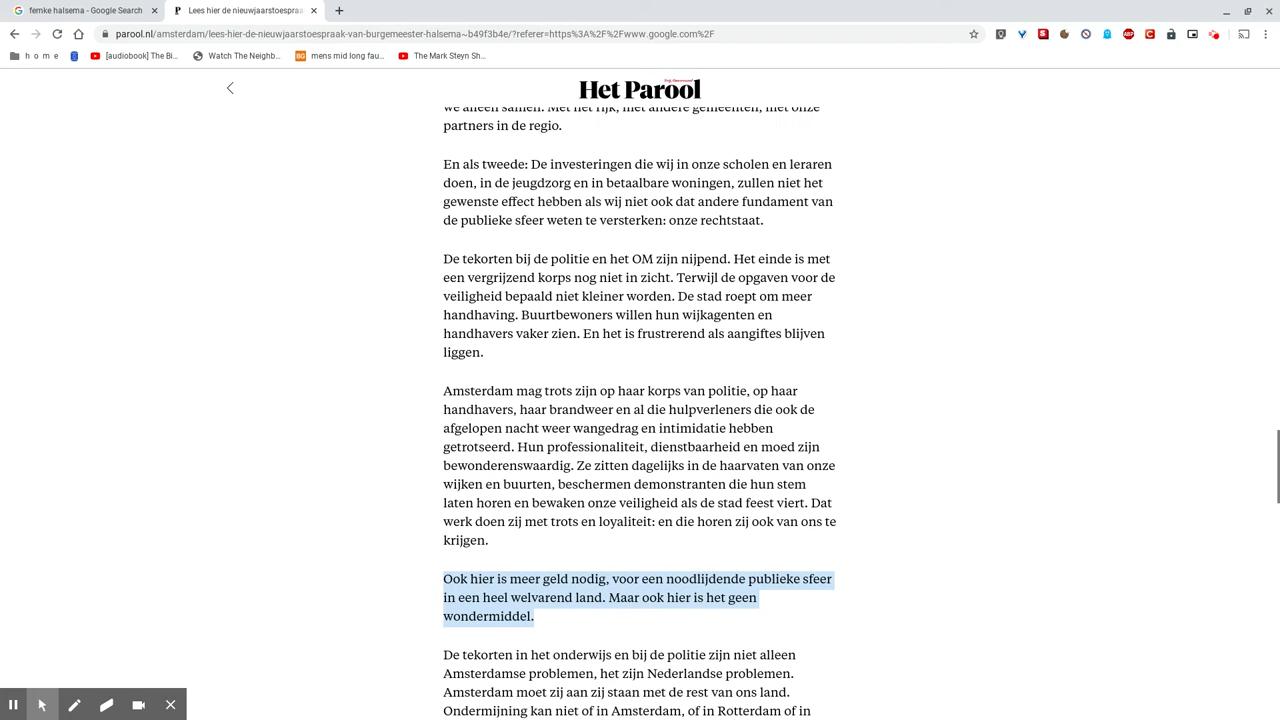 femke halsema - Google Search
Lees hier de nieuwjaarstoespraa
parool.nl/amsterdam/lees-hier-de-nieuwjaarstoespraak-van-burgemeester-halsema~b49f3b4e/?referer=https%3A%2F%2Fwww.google.com%2F
h o m e
[audiobook] The Bi...
Watch The Neighb...
mens mid long fau...
The Mark Steyn Sh...
Het Parool
we alleen samen. Met het rijk, met andere gemeenten, met onze
partners in de regio.
En als tweede: De investeringen die wij in onze scholen en leraren
doen, in de jeugdzorg en in betaalbare woningen, zullen niet het
gewenste effect hebben als wij niet ook dat andere fundament van
de publieke sfeer weten te versterken: onze rechtstaat.
De tekorten bij de politie en het OM zijn nijpend. Het einde is met
een vergrijzend korps nog niet in zicht. Terwijl de opgaven voor de
veiligheid bepaald niet kleiner worden. De stad roept om meer
handhaving. Buurtbewoners willen hun wijkagenten en
handhavers vaker zien. En het is frustrerend als aangiftes blijven
liggen.
Amsterdam mag trots zijn op haar korps van politie, op haar
handhavers, haar brandweer en al die hulpverleners die ook de
afgelopen nacht weer wangedrag en intimidatie hebben
getrotseerd. Hun professionaliteit, dienstbaarheid en moed zijn
bewonderenswaardig. Ze zitten dagelijks in de haarvaten van onze
wijken en buurten, beschermen demonstranten die hun stem
laten horen en bewaken onze veiligheid als de stad feest viert. Dat
werk doen zij met trots en loyaliteit: en die horen zij ook van ons te
krijgen.
Ook hier is meer geld nodig, voor een noodlijdende publieke sfeer
in een heel welvarend land. Maar ook hier is het geen
wondermiddel.
De tekorten in het onderwijs en bij de politie zijn niet alleen
Amsterdamse problemen, het zijn Nederlandse problemen.
Amsterdam moet zij aan zij staan met de rest van ons land.
Ondermijning kan niet of in Amsterdam, of in Rotterdam of in